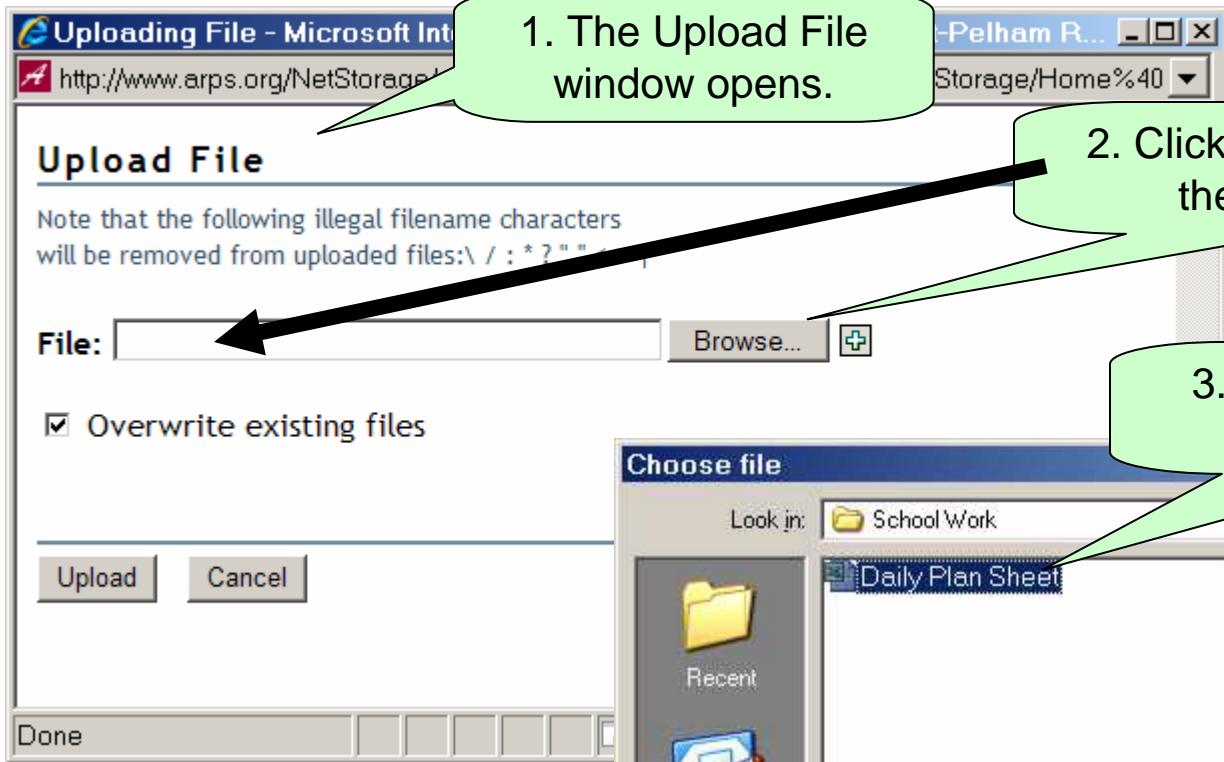 Uploading File - Microsoft Int
-Pelham R...
http://www.arps.org/NetStorage/
Storage/Home%40
1. The Upload File
window opens.
Upload File
2. Click
the
Note that the following illegal filename characters
will be removed from uploaded files:\ / : * ? " "
File:
Browse...
3.
Overwrite existing files
Choose file
Look in:
School Work
Upload
Cancel
Daily Plan Sheet
Recent
Done